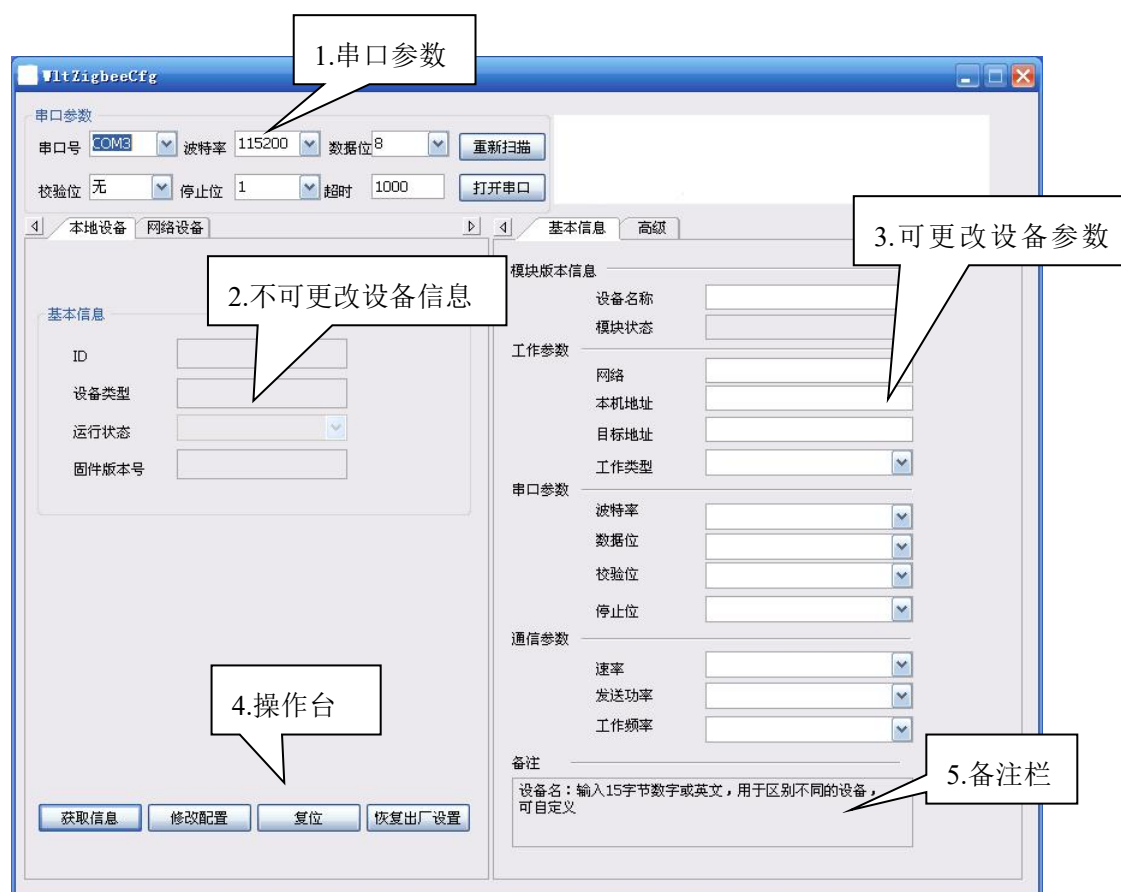 1.串口参数
WltZigbeeCfg
串口参数
串口号 COM3 波特率 115200 数据位 8 重新扫描
校验位 无 停止位 1 超时 1000 打开串口
本地设备 网络设备
基本信息 高级
3.可更改设备参数
2.不可更改设备信息
基本信息
ID
设备类型
运行状态
固件版本号
模块版本信息
设备名称
模块状态
工作参数
网络
本机地址
目标地址
工作类型
串口参数
波特率
数据位
校验位
停止位
通信参数
速率
发送功率
工作频率
4.操作台
获取信息 修改配置 复位 恢复出厂设置
备注
5.备注栏
设备名：输入15字节数字或英文，用于区别不同的设备，
可自定义